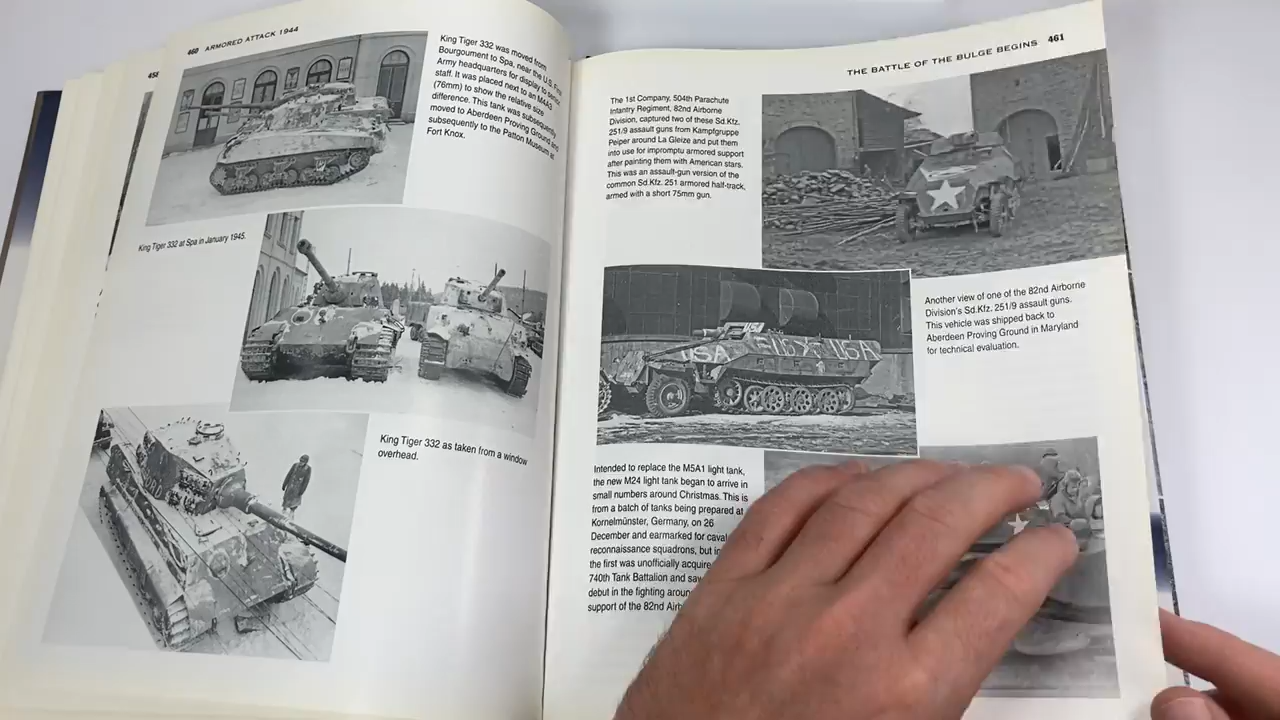 458
460 ARMORED ATTACK 1944
King Tiger 332 was moved from
Bourgoument to Spa, near the U.S. First
Army headquarters for display to senior
staff. It was placed next to an M4A3
(76mm) to show the relative size
difference. This tank was subsequently
moved to Aberdeen Proving Ground and
subsequently to the Patton Museum at
Fort Knox.
King Tiger 332 at Spa in January 1945.
King Tiger 332 as taken from a window
overhead.
THE BATTLE OF THE BULGE BEGINS 461
The 1st Company, 504th Parachute
Infantry Regiment, 82nd Airborne
Division, captured two of these Sd.Kfz.
251/9 assault guns from Kampfgruppe
Peiper around La Gleize and put them
into use for impromptu armored support
after painting them with American stars.
This was an assault-gun version of the
common Sd.Kfz. 251 armored half-track,
armed with a short 75mm gun.
USA
USA
USA
Another view of one of the 82nd Airborne
Division's Sd.Kfz. 251/9 assault guns.
This vehicle was shipped back to
Aberdeen Proving Ground in Maryland
for technical evaluation.
Intended to replace the M5A1 light tank,
the new M24 light tank began to arrive in
small numbers around Christmas. This is
from a batch of tanks being prepared at
Kornelmünster, Germany, on 26
December and earmarked for caval
reconnaissance squadrons, but
the first was unofficially acquire
740th Tank Battalion and saw
debut in the fighting aroun
support of the 82nd Airb